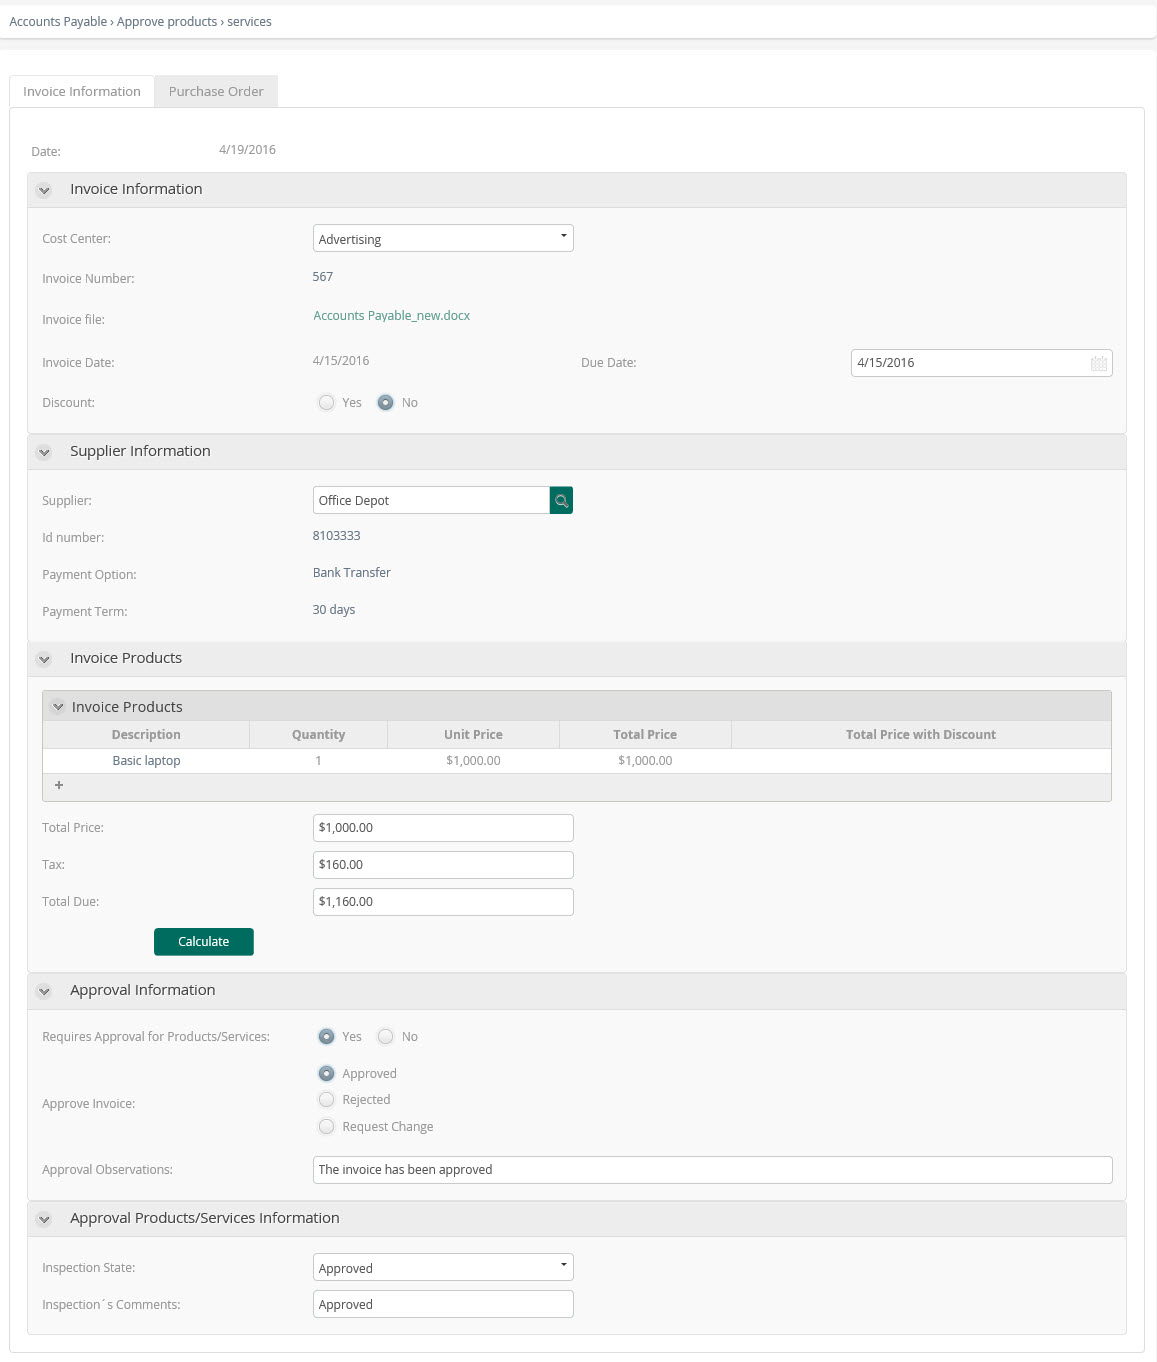 Accounts Payable › Approve products › services
Invoice Information Purchase Order
Date: 4/19/2016
Invoice Information
Cost Center: Advertising
Invoice Number: 567
Invoice file: Accounts Payable_new.docx
Invoice Date: 4/15/2016 Due Date: 4/15/2016
Discount: Yes No
Supplier Information
Supplier: Office Depot
Id number: 8103333
Payment Option: Bank Transfer
Payment Term: 30 days
Invoice Products
Invoice Products
Description Quantity Unit Price Total Price Total Price with Discount
Basic laptop 1 $1,000.00 $1,000.00
+
Total Price: $1,000.00
Tax: $160.00
Total Due: $1,160.00
Calculate
Approval Information
Requires Approval for Products/Services: Yes No
Approved
Approve Invoice: Rejected
Request Change
Approval Observations: The invoice has been approved
Approval Products/Services Information
Inspection State: Approved
Inspection´s Comments: Approved